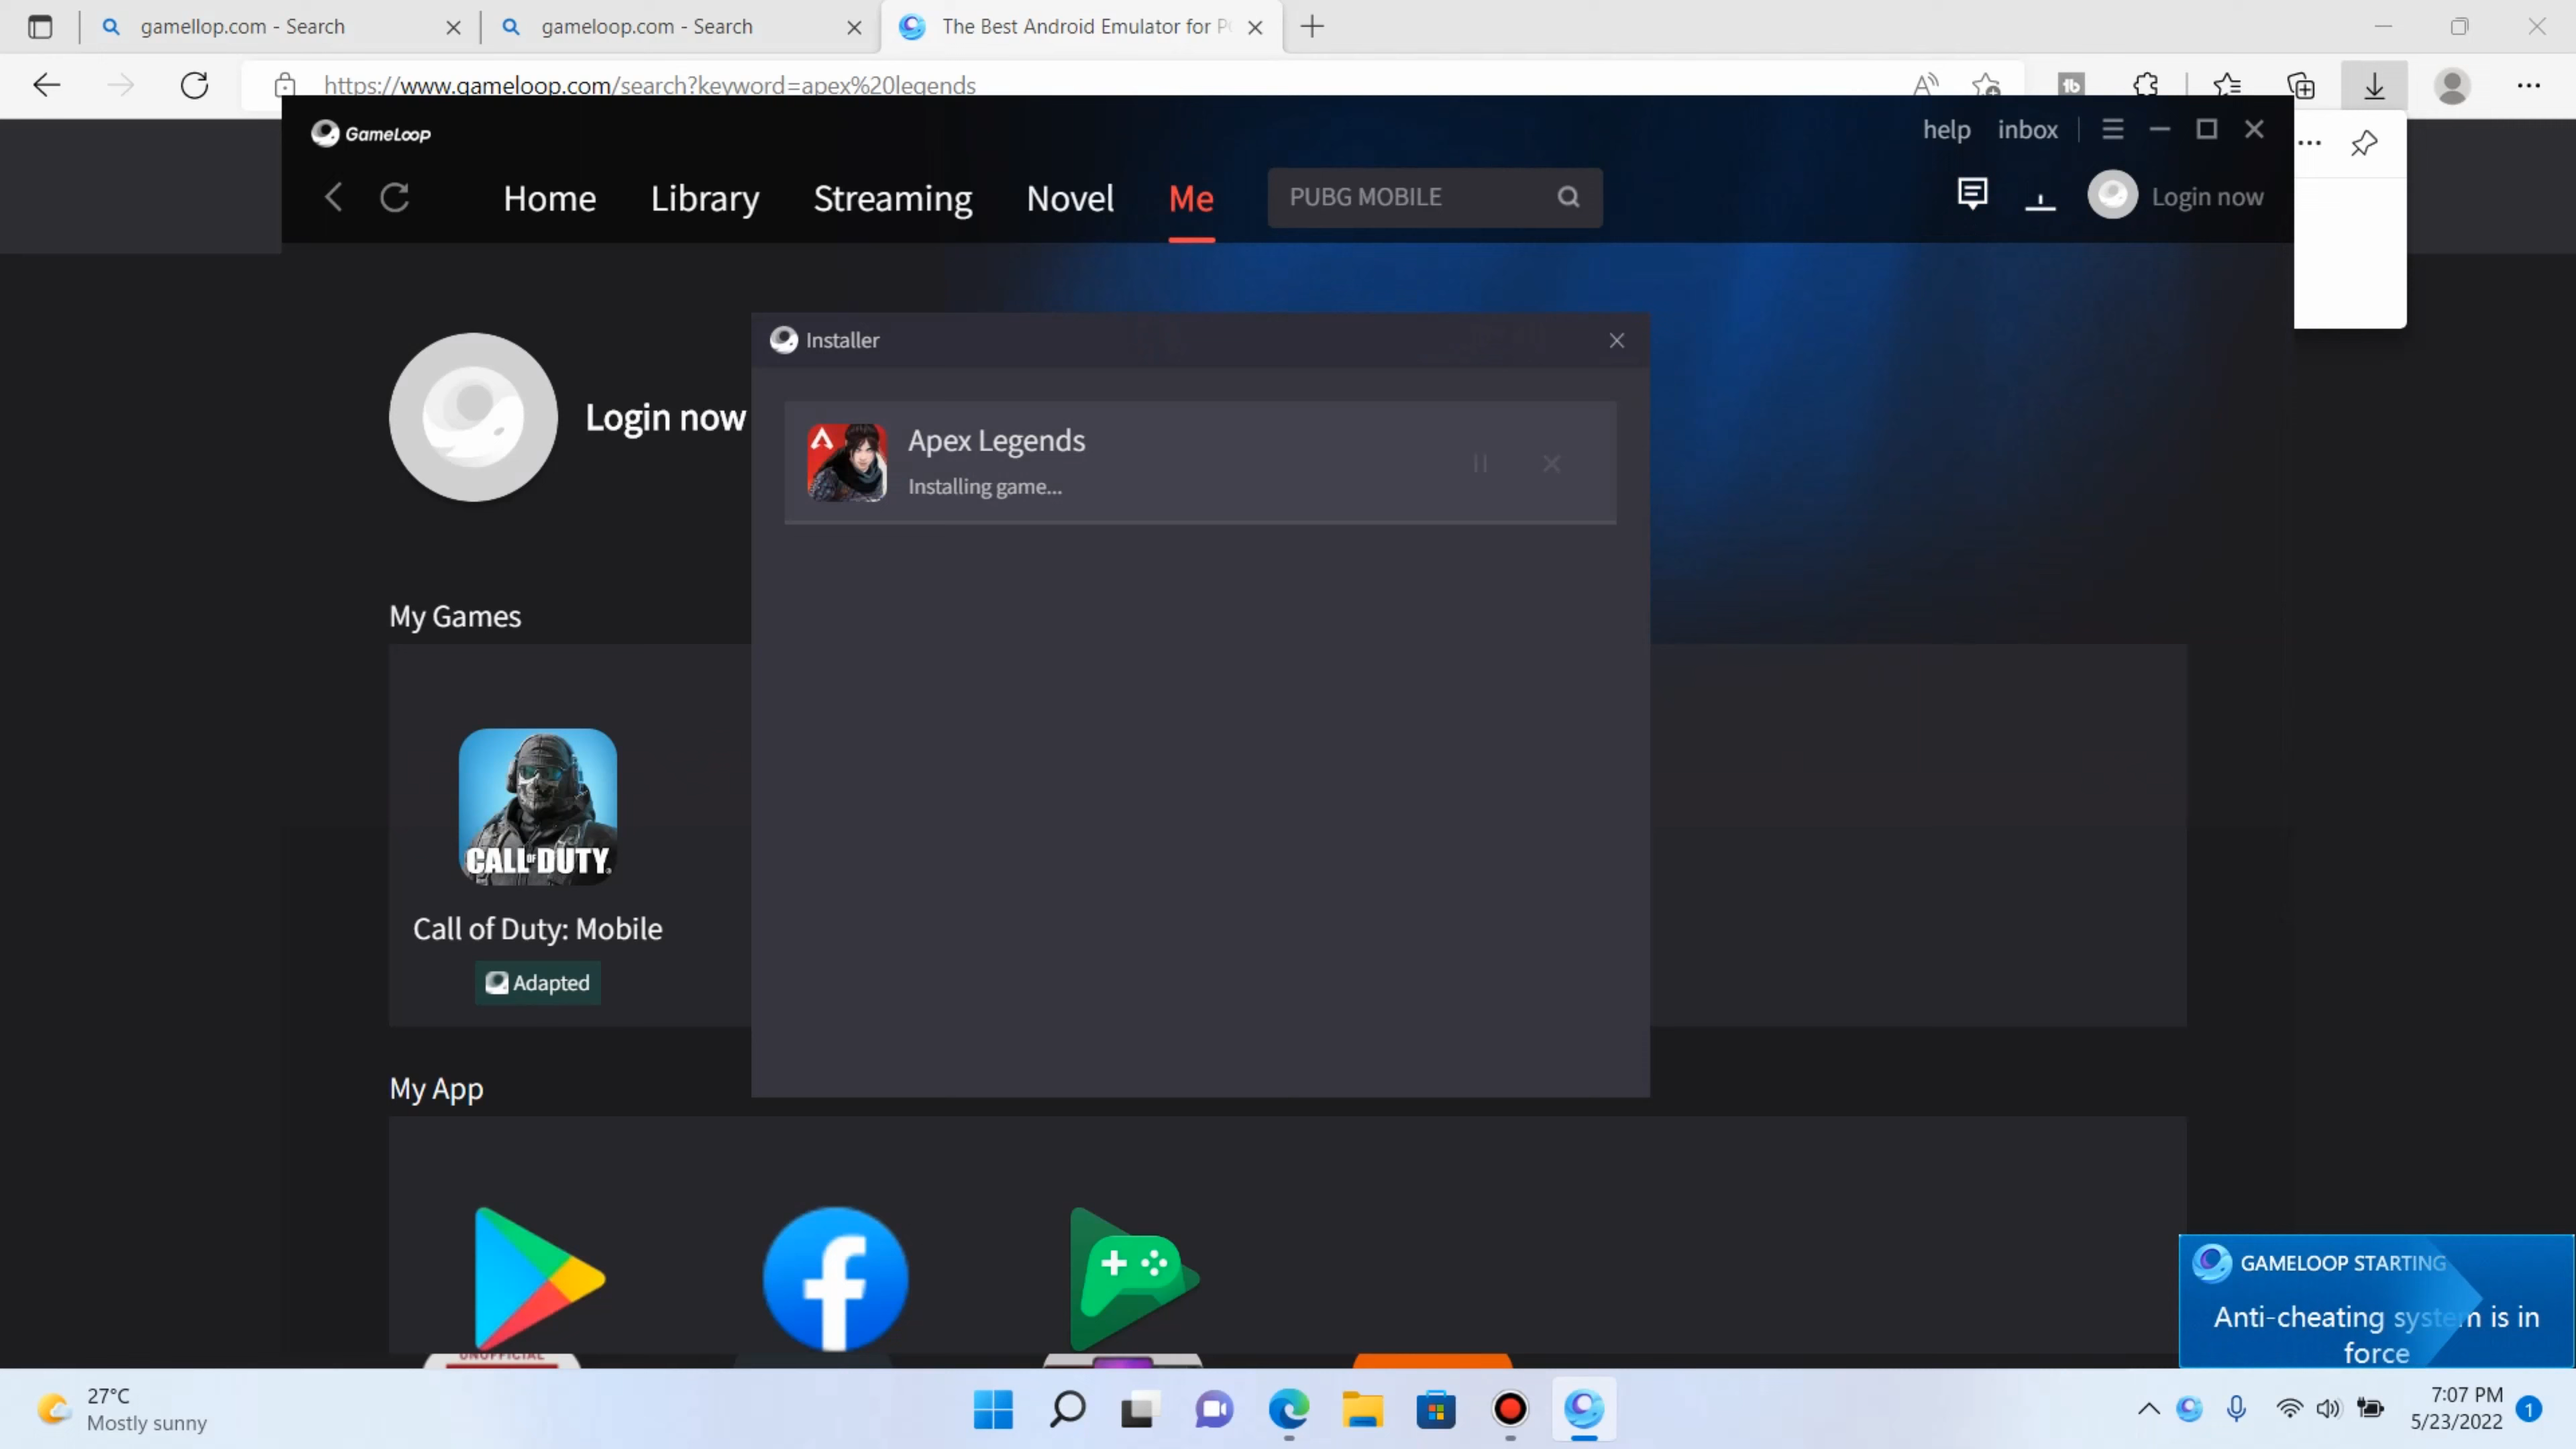 gamellop.com - Search
gameloop.com - Search
The Best Android Emulator for P
https://www.gameloop.com/search?keyword=apex%20legends
GameLoop
help
inbox
Home
Library
Streaming
Novel
Me
PUBG MOBILE
Login now
Installer
Login now
Apex Legends
Installing game...
My Games
CALL OF DUTY
Call of Duty: Mobile
Adapted
My App
GAMELOOP STARTING
Anti-cheating system is in
force
UNOFFICIAL
27°C
Mostly sunny
7:07 PM
5/23/2022
1